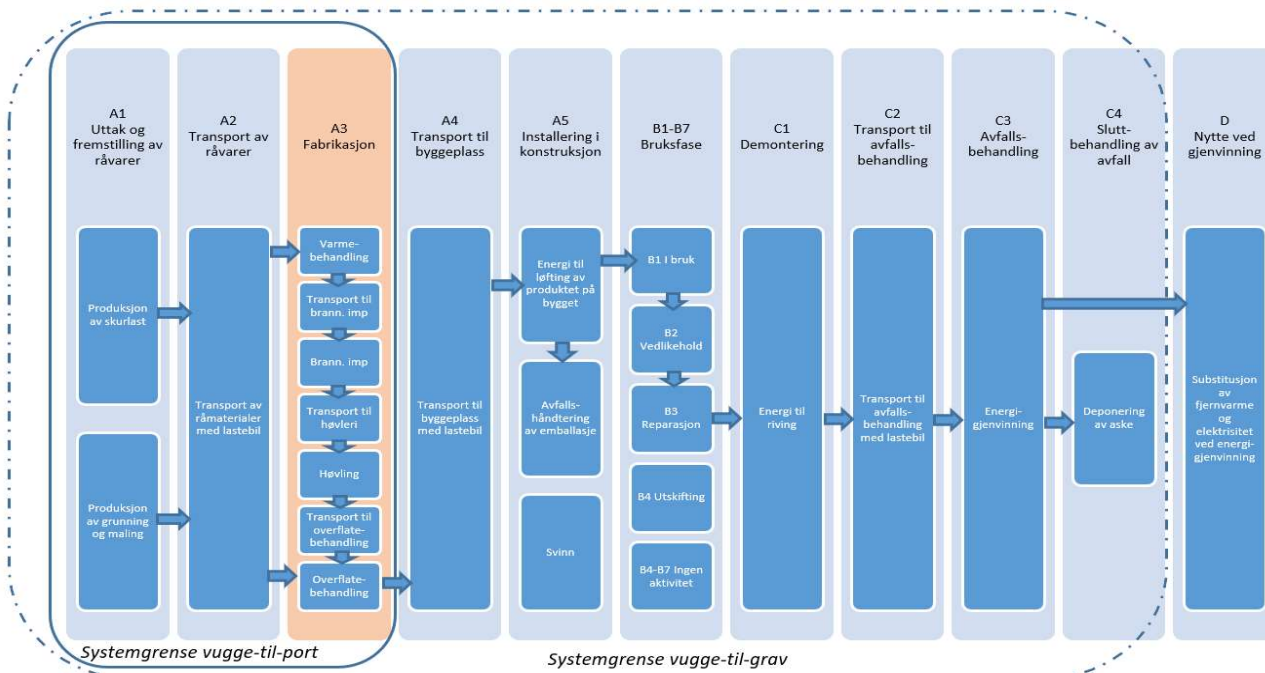 A1
Uttak og
fremstilling av
råvarer
A2
Transport av
råvarer
A3
Fabrikasjon
A4
Transport til
byggeplass
A5
Installering i
konstruksjon
B1-B7
Bruksfase
C1
Demontering
C2
Transport til
avfalls-
behandling
C3
Avfalls-
behandling
C4
Slutt-
behandling av
avfall
D
Nytte ved
gjenvinning
Produksjon
av skurlast
Produksjon
av grunning
og maling
Transport av
råmaterialer
med lastebil
Varme-
behandling
Transport til
brann. imp
Brann. imp
Transport til
høvleri
Høvling
Transport til
overflate-
behandling
Overflate-
behandling
Transport til
byggeplass
med lastebil
Energi til
løfting av
produktet på
bygget
Avfalls-
håndtering
av emballasje
Svinn
B1 I bruk
B2
Vedlikehold
B3
Reparasjon
B4 Utskifting
B4-B7 Ingen
aktivitet
Energi til
riving
Transport til
avfalls-
behandling
med lastebil
Energi-
gjenvinning
Deponering
av aske
Substitusjon
av
fjernvarme
og
elektrisitet
ved energi-
gjenvinning
Systemgrense vugge-til-port
Systemgrense vugge-til-grav